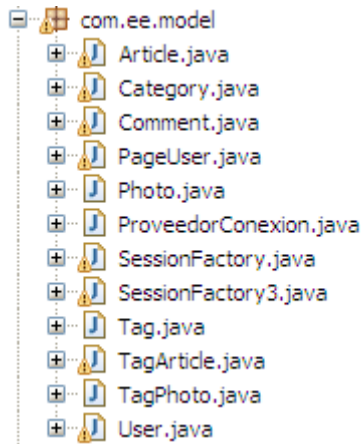 com.ee.model
Article.java
Category.java
Comment.java
PageUser.java
Photo.java
ProveedorConexion.java
SessionFactory.java
SessionFactory3.java
Tag.java
TagArticle.java
TagPhoto.java
User.java